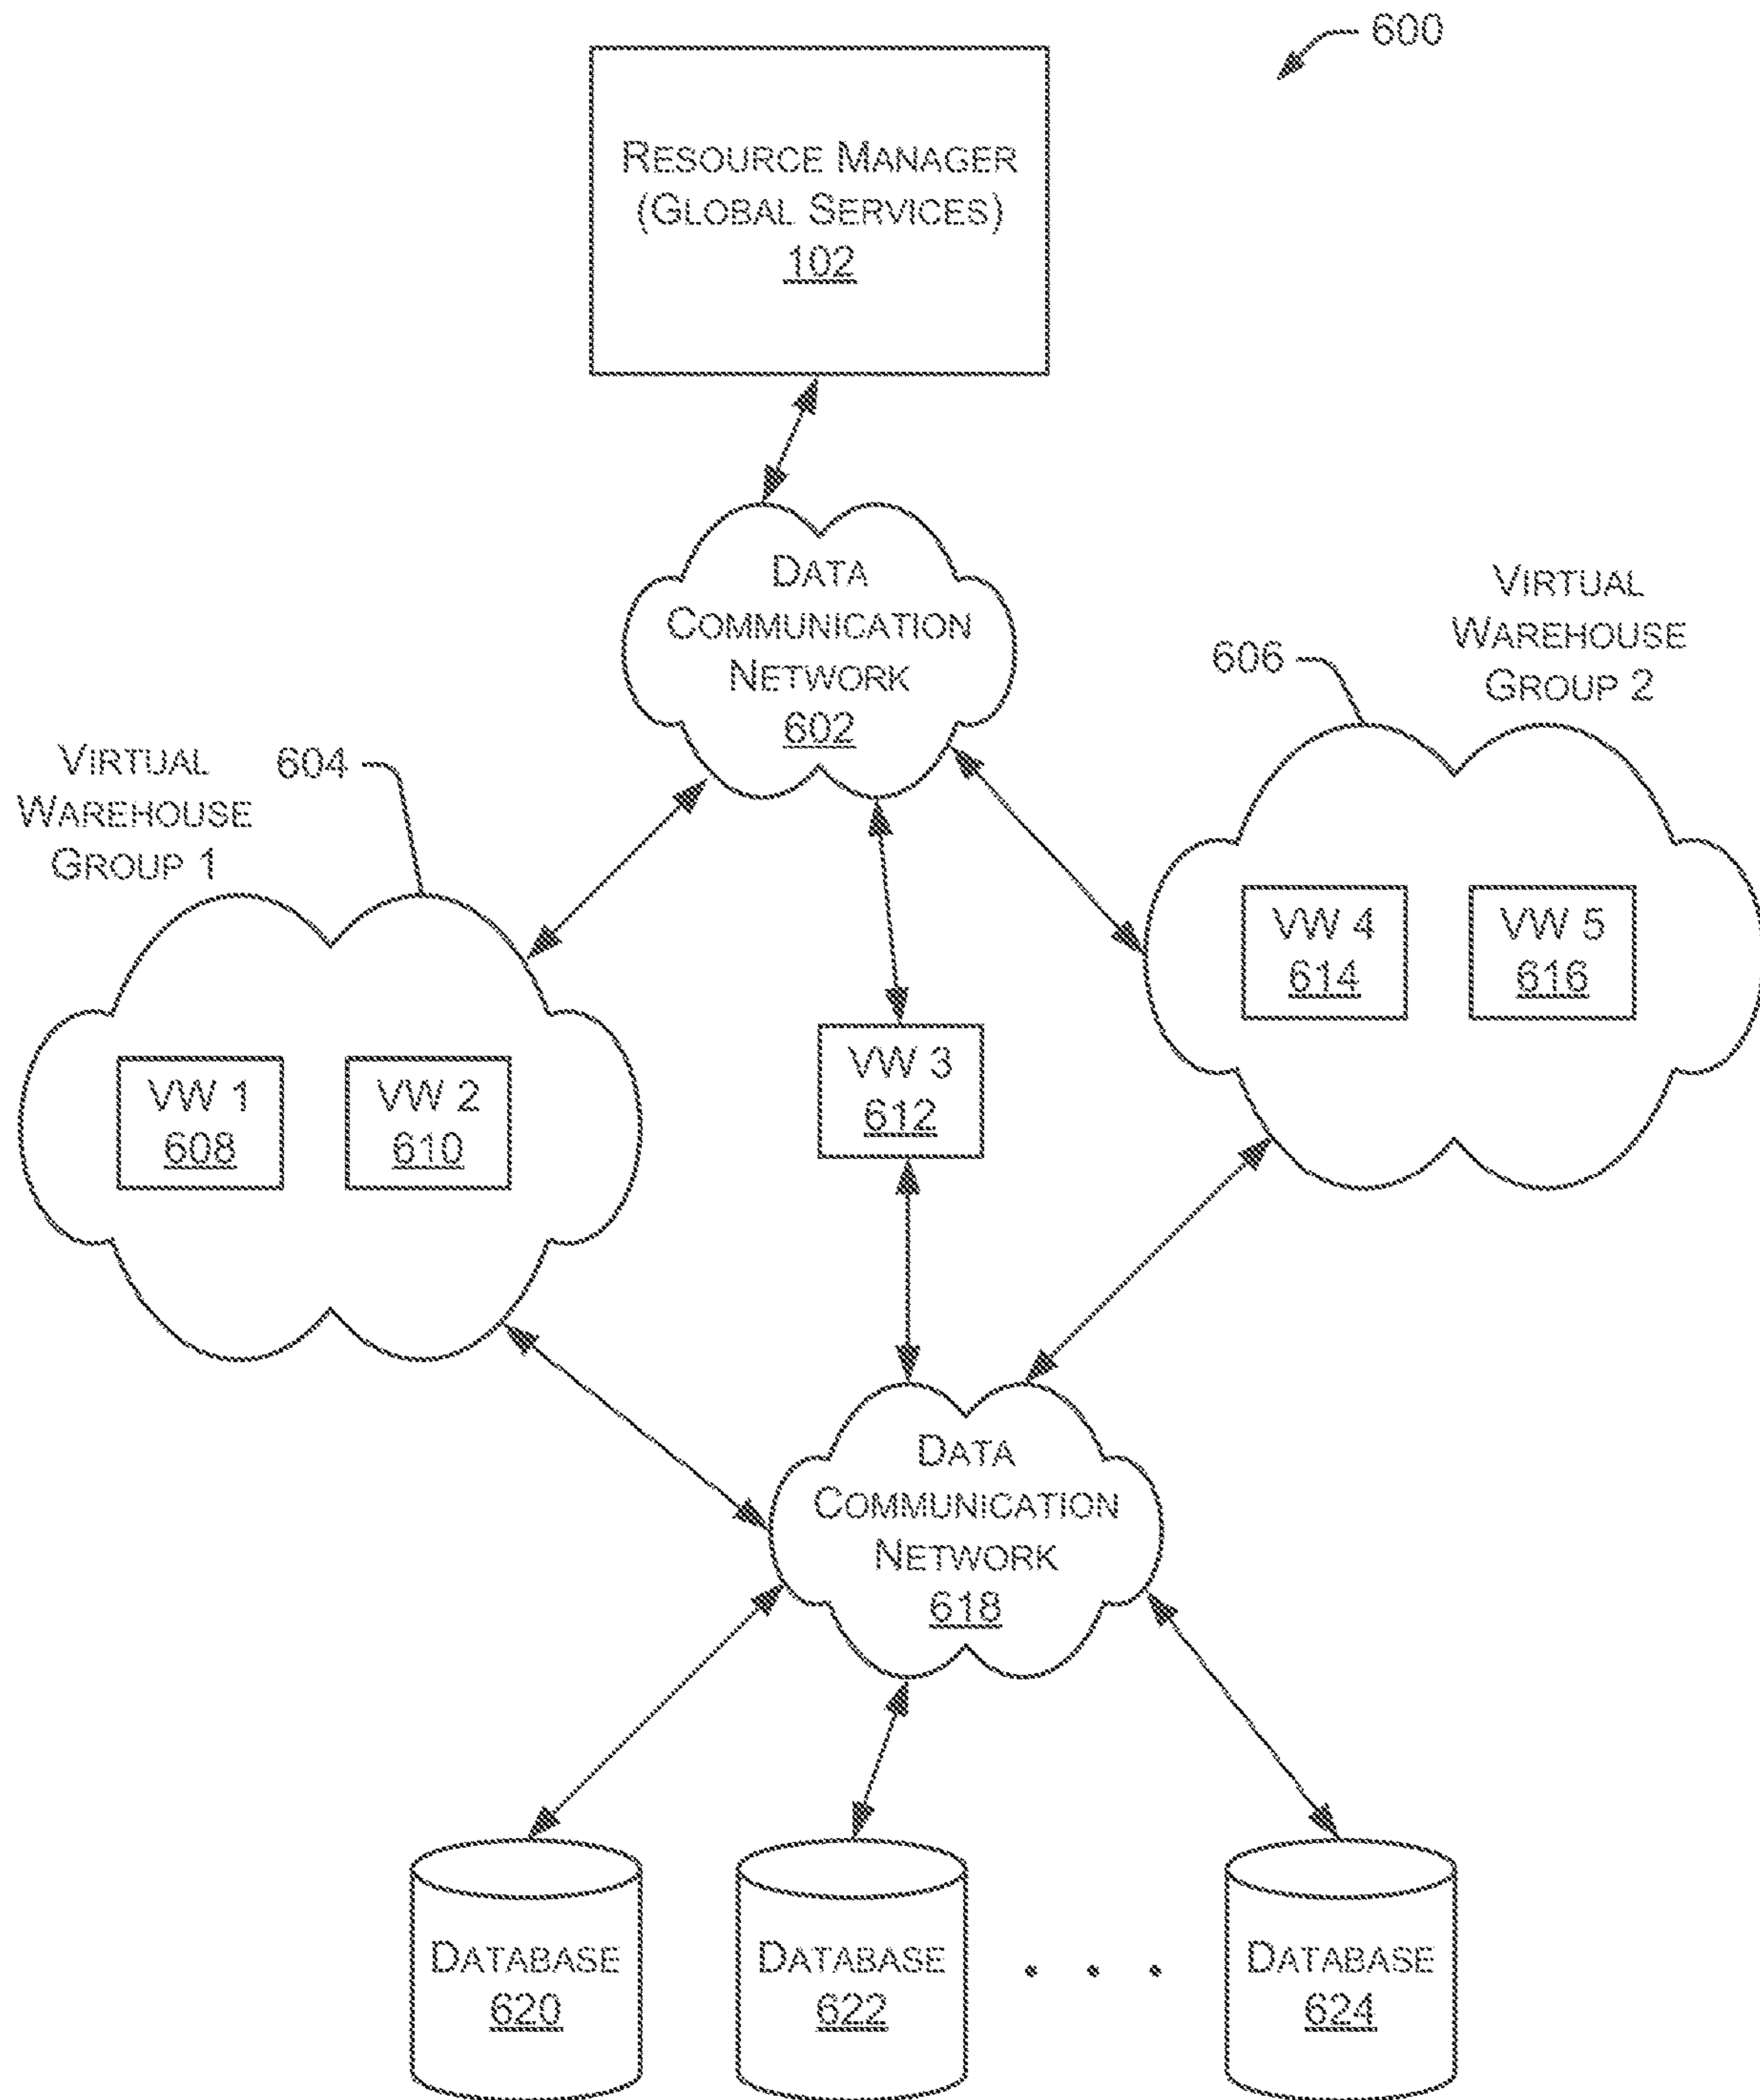 600
RESOURCE MANAGER
(GLOBAL SERVICES)
102
DATA
COMMUNICATION
NETWORK
602
VIRTUAL
WAREHOUSE
GROUP 2
606
VIRTUAL
WAREHOUSE
GROUP 1
604
VW 4
614
VW 5
616
VW 3
612
VW 1
608
VW 2
610
DATA
COMMUNICATION
NETWORK
618
DATABASE
620
DATABASE
622
. . .
DATABASE
624